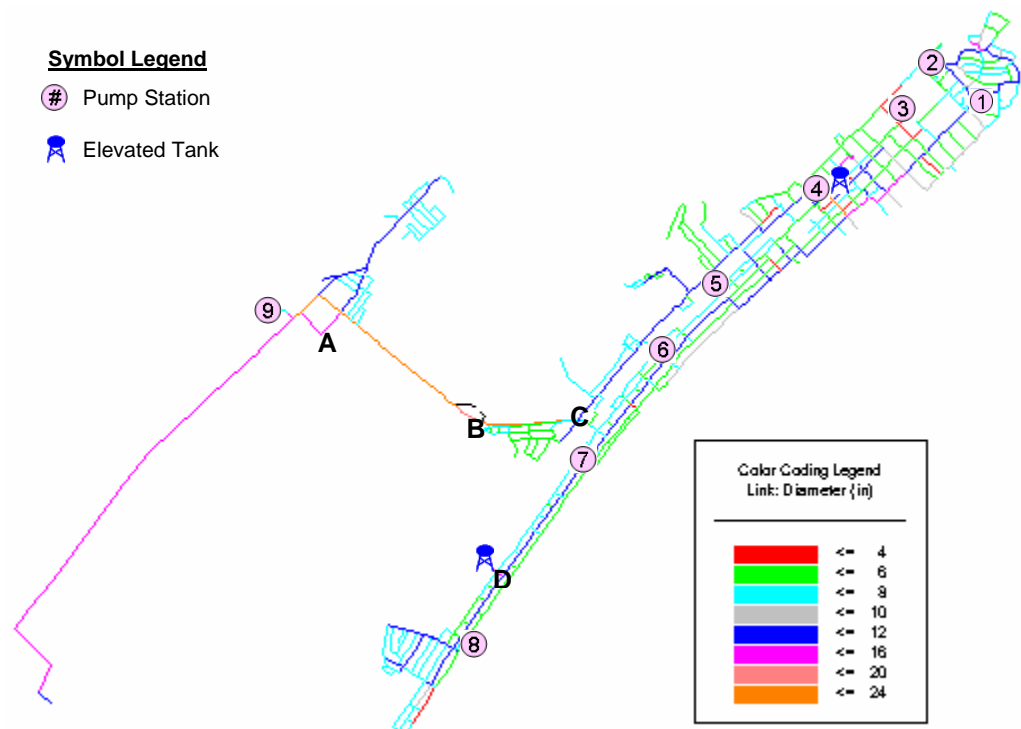 Symbol Legend
# Pump Station
Elevated Tank
2
1
3
4
5
9
A
6
B
C
7
D
8
Color Coding Legend
Link: Diameter (in)
<= 4
<= 6
<= 8
<= 10
<= 12
<= 16
<= 20
<= 24